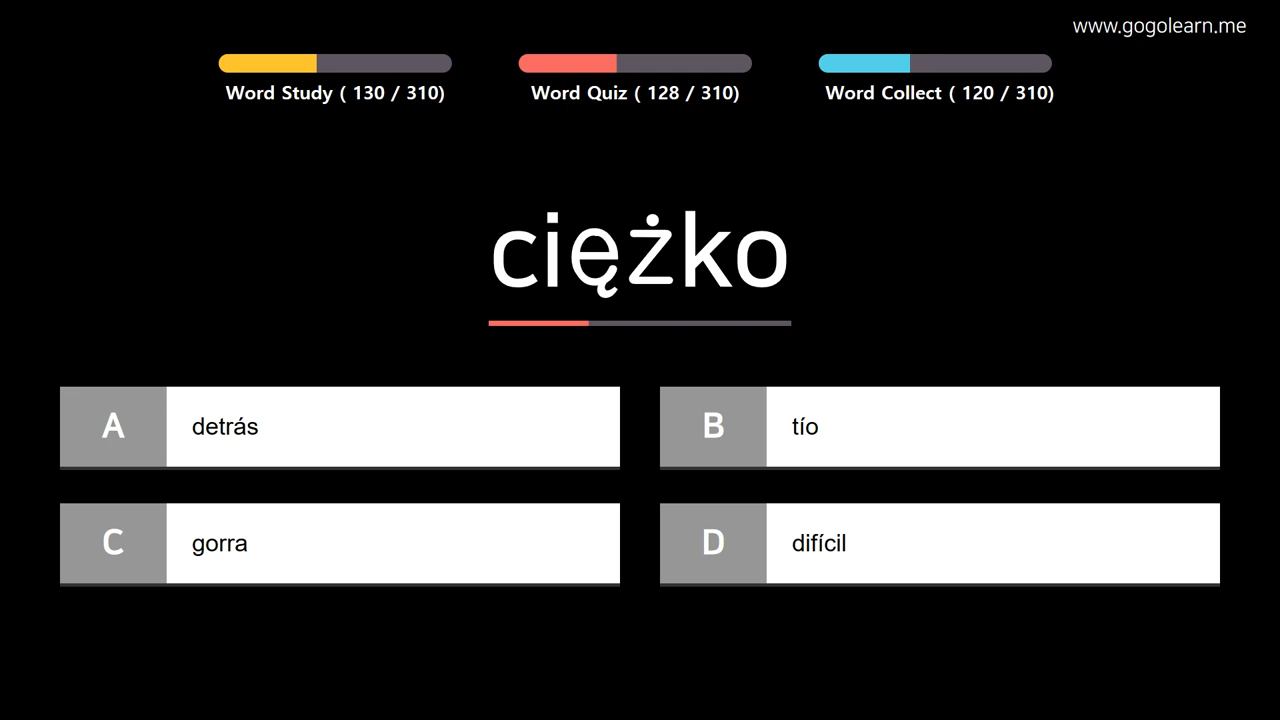 www.gogolearn.me
Word Study ( 130 / 310)
Word Quiz ( 128 / 310)
Word Collect ( 120 / 310)
ciężko
A detrás
B tío
C gorra
D difícil